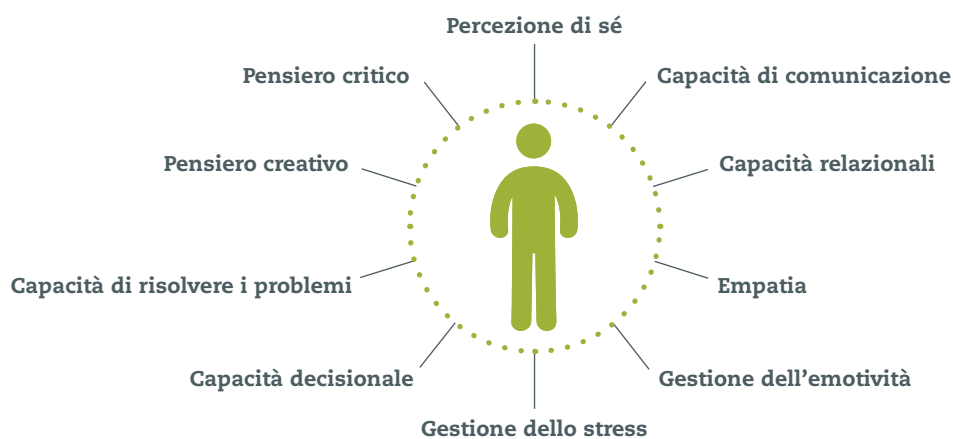 Percezione di sé
Pensiero critico
Capacità di comunicazione
Pensiero creativo
Capacità relazionali
Capacità di risolvere i problemi
Empatia
Capacità decisionale
Gestione dell'emotività
Gestione dello stress